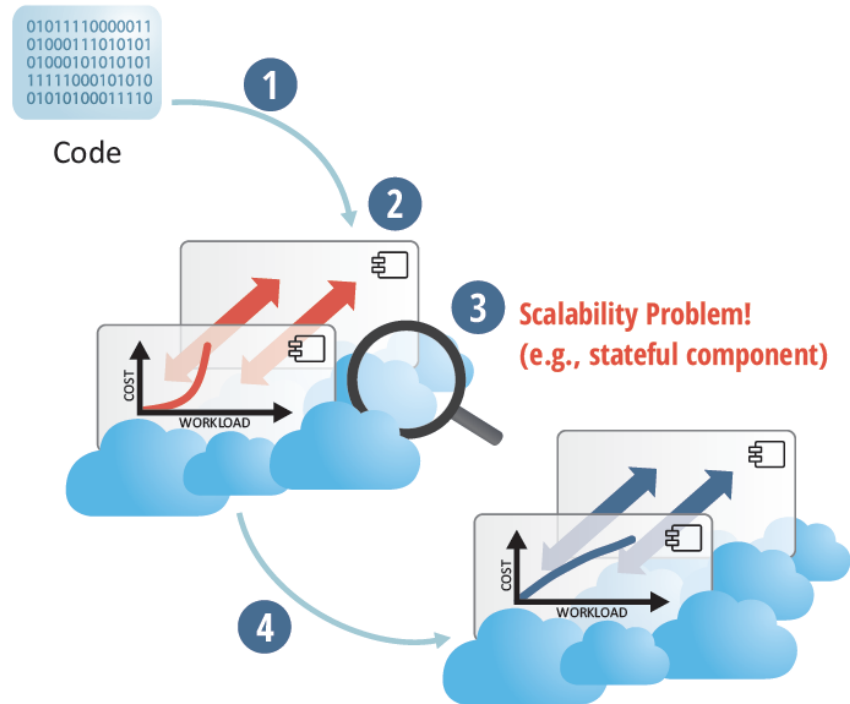 01011110000011
01000111010101
01000101010101
11111000101010
01010100011110
Code
1
2
3
Scalability Problem!
(e.g., stateful component)
COST
WORKLOAD
COST
WORKLOAD
4